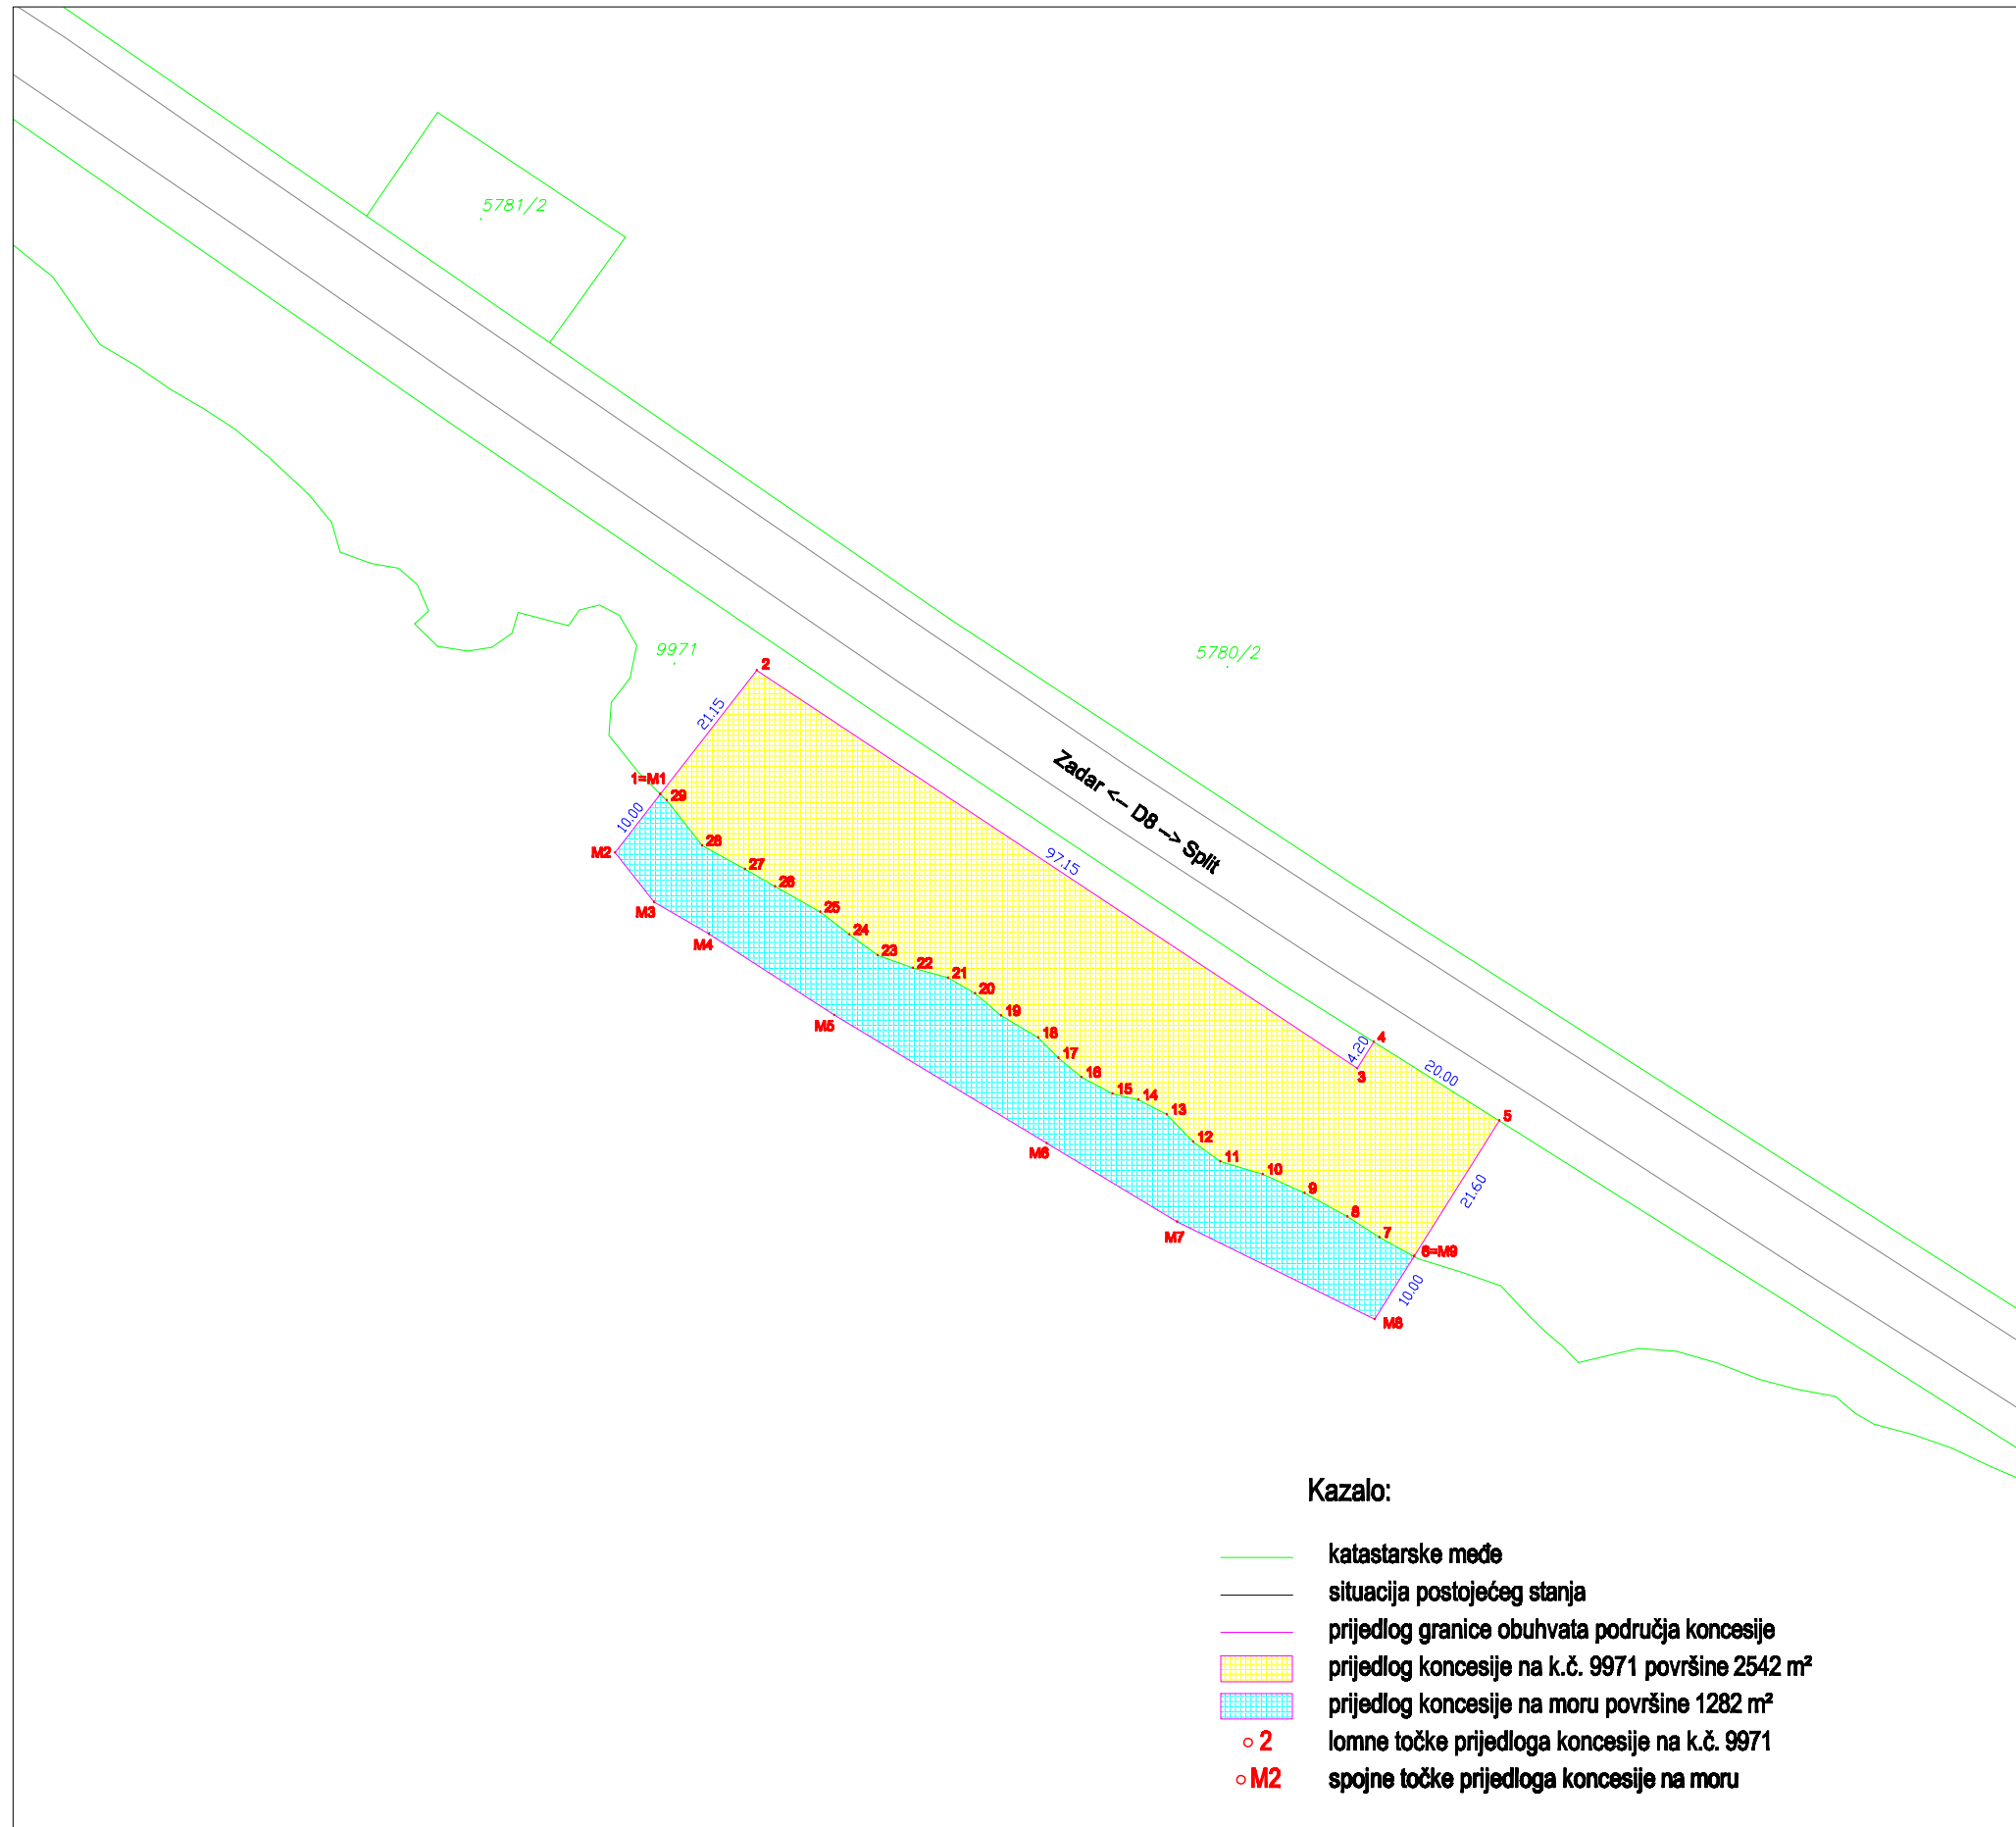 5781/2
9971
5780/2
2
21.15
1=M1
29
10.00
M2
28
27
26
M3
25
M4
24
23
22
21
20
M5
19
18
17
16
15
14
13
12
11
10
9
8
7
6=M9
M6
M7
M8
10.00
21.60
5
20.00
4
4.20
3
97.15
Zadar <-- D8 --> Split
Kazalo:
katastarske međe
situacija postojećeg stanja
prijedlog granice obuhvata područja koncesije
prijedlog koncesije na k.č. 9971 površine 2542 m²
prijedlog koncesije na moru površine 1282 m²
2 lomne točke prijedloga koncesije na k.č. 9971
M2 spojne točke prijedloga koncesije na moru